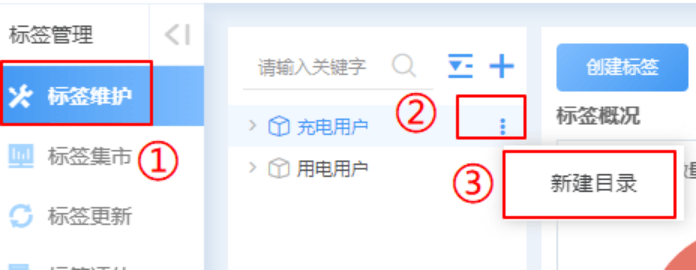 标签管理
标签维护
①
标签集市
标签更新
请输入关键字
充电用户
②
用电用户
③
新建目录
创建标签
标签概况